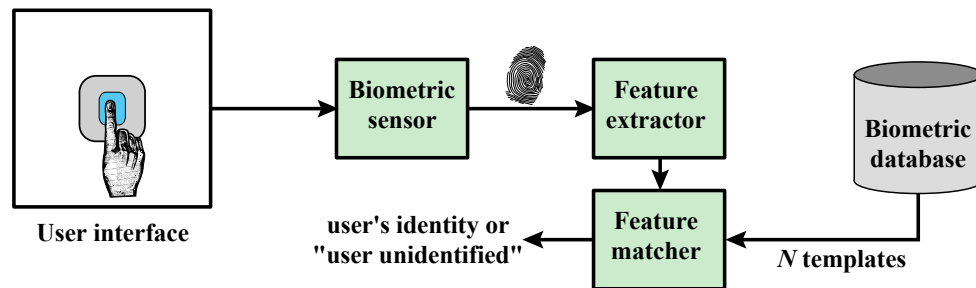 Biometric
sensor
Feature
extractor
Biometric
database
User interface
user's identity or
"user unidentified"
Feature
matcher
N templates